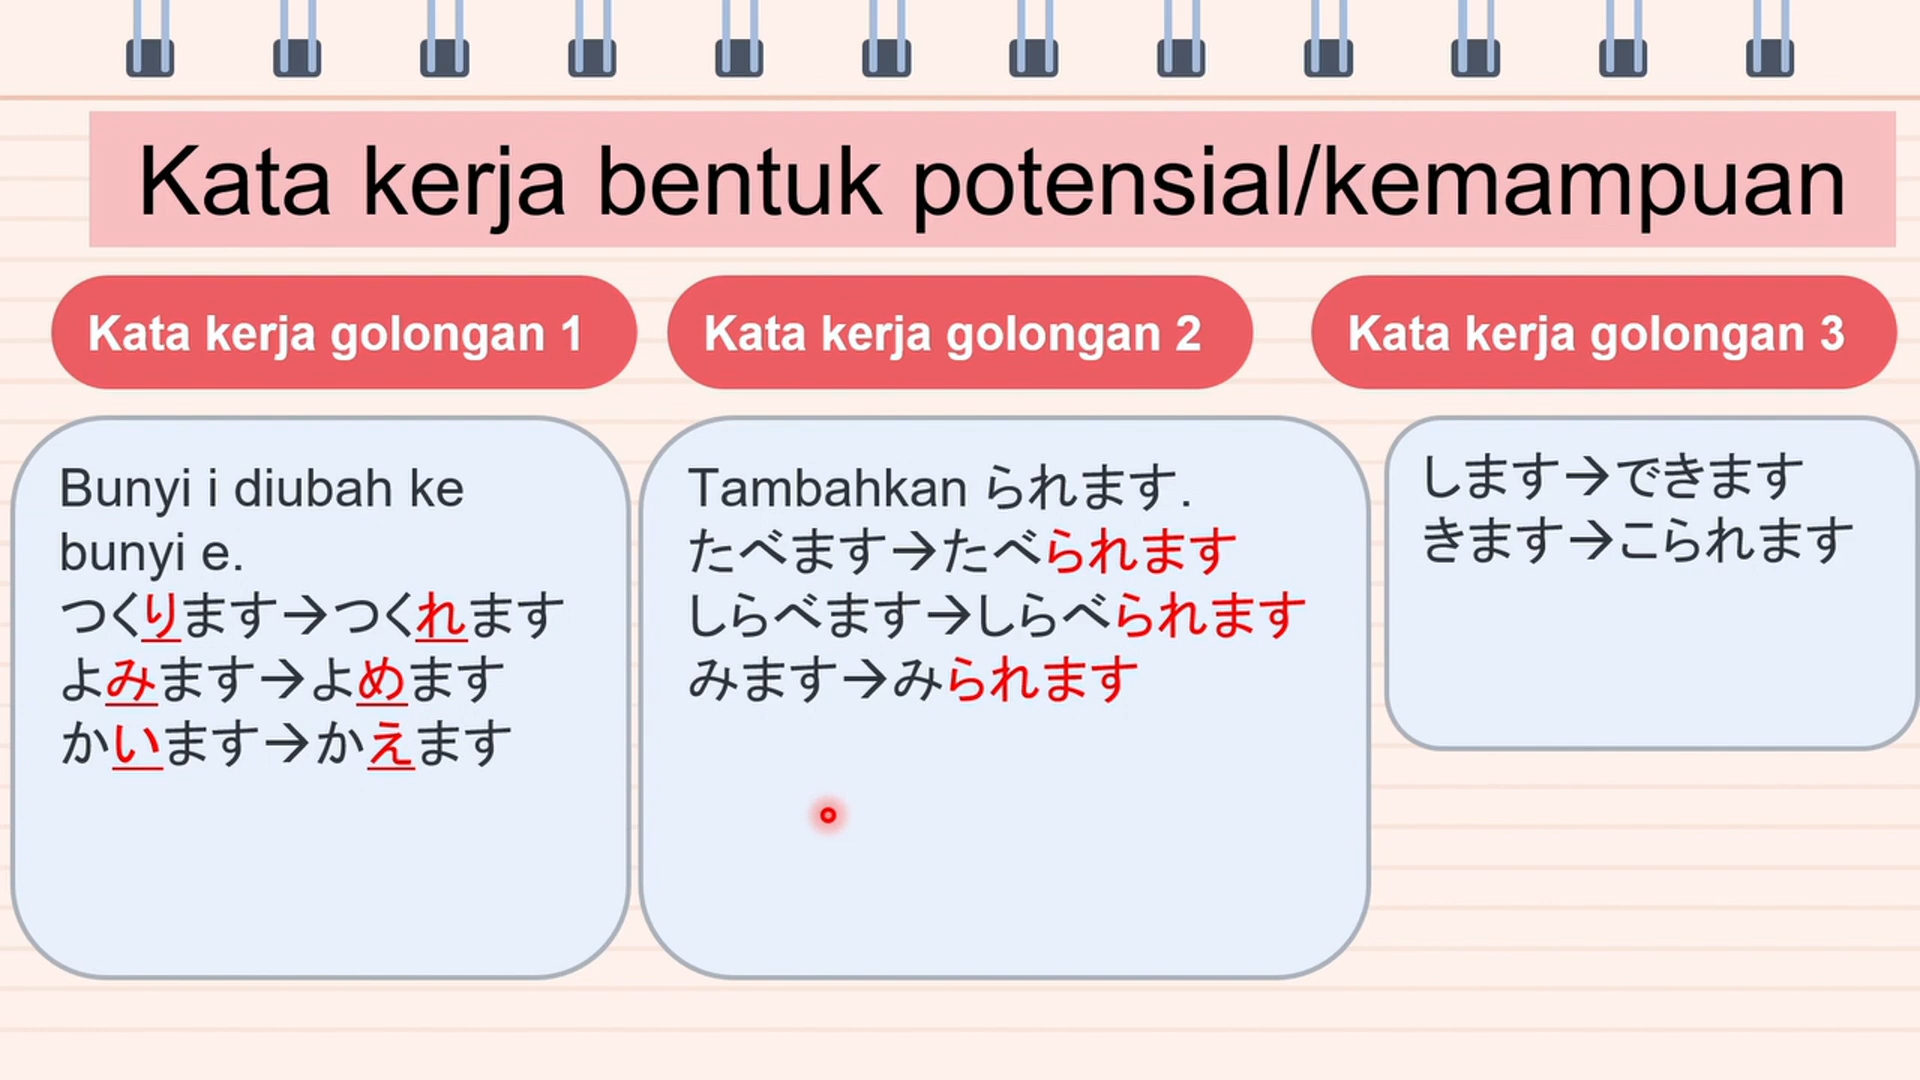 Kata kerja bentuk potensial/kemampuan
Kata kerja golongan 1
Bunyi i diubah ke
bunyi e.
つくります→つくれます
よみます→よめます
かいます→かえます
Kata kerja golongan 2
Tambahkan られます.
たべます→たべられます
しらべます→しらべられます
みます→みられます
Kata kerja golongan 3
します→できます
きます→こられます